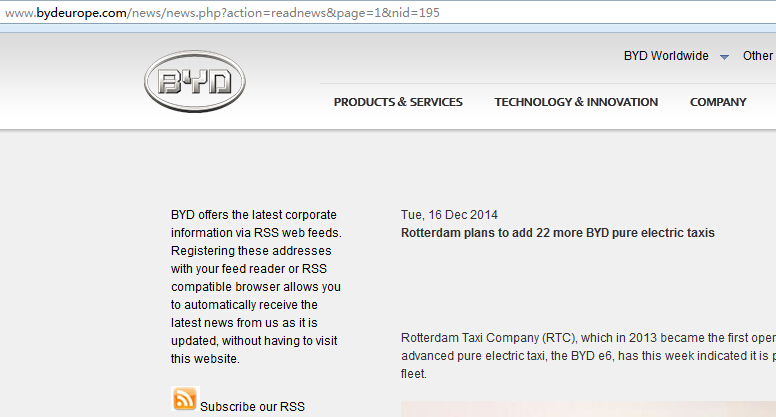 www.bydeurope.com/news/news.php?action=readnews&page=1&nid=195
BYD Worldwide
Other
BYD
PRODUCTS & SERVICES
TECHNOLOGY & INNOVATION
COMPANY
BYD offers the latest corporate
information via RSS web feeds.
Registering these addresses
with your feed reader or RSS
compatible browser allows you
to automatically receive the
latest news from us as it is
updated, without having to visit
this website.
Subscribe our RSS
Tue, 16 Dec 2014
Rotterdam plans to add 22 more BYD pure electric taxis
Rotterdam Taxi Company (RTC), which in 2013 became the first oper
advanced pure electric taxi, the BYD e6, has this week indicated it is p
fleet.